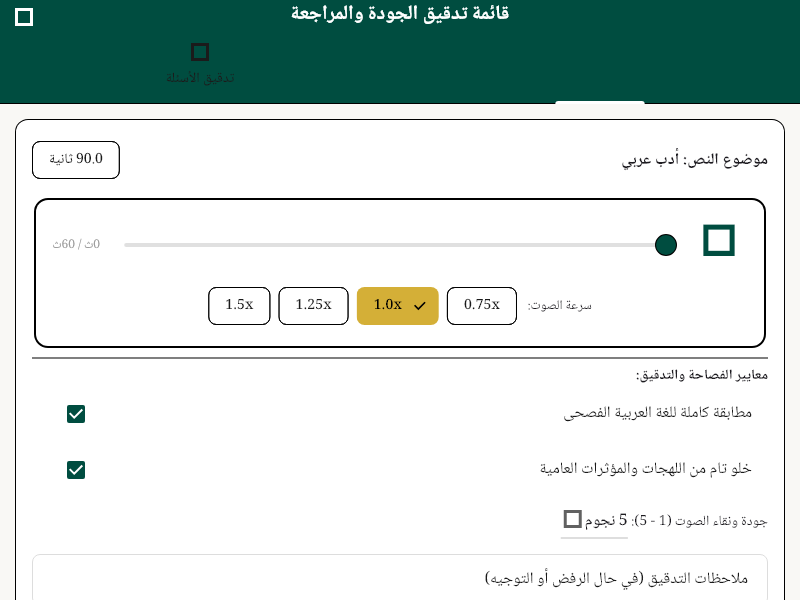 قائمة تدقيق الجودة والمراجعة
تدقيق الأسئلة
موضوع النص: أدب عربي
90.0 ثانية
0ث / 60ث
سرعة الصوت:
0.75x
1.0x
1.25x
1.5x
معايير الفصاحة والتدقيق:
مطابقة كاملة للغة العربية الفصحى
خلو تام من اللهجات والمؤثرات العامية
جودة ونقاء الصوت (1 - 5): 5 نجوم
ملاحظات التدقيق (في حال الرفض أو التوجيه)